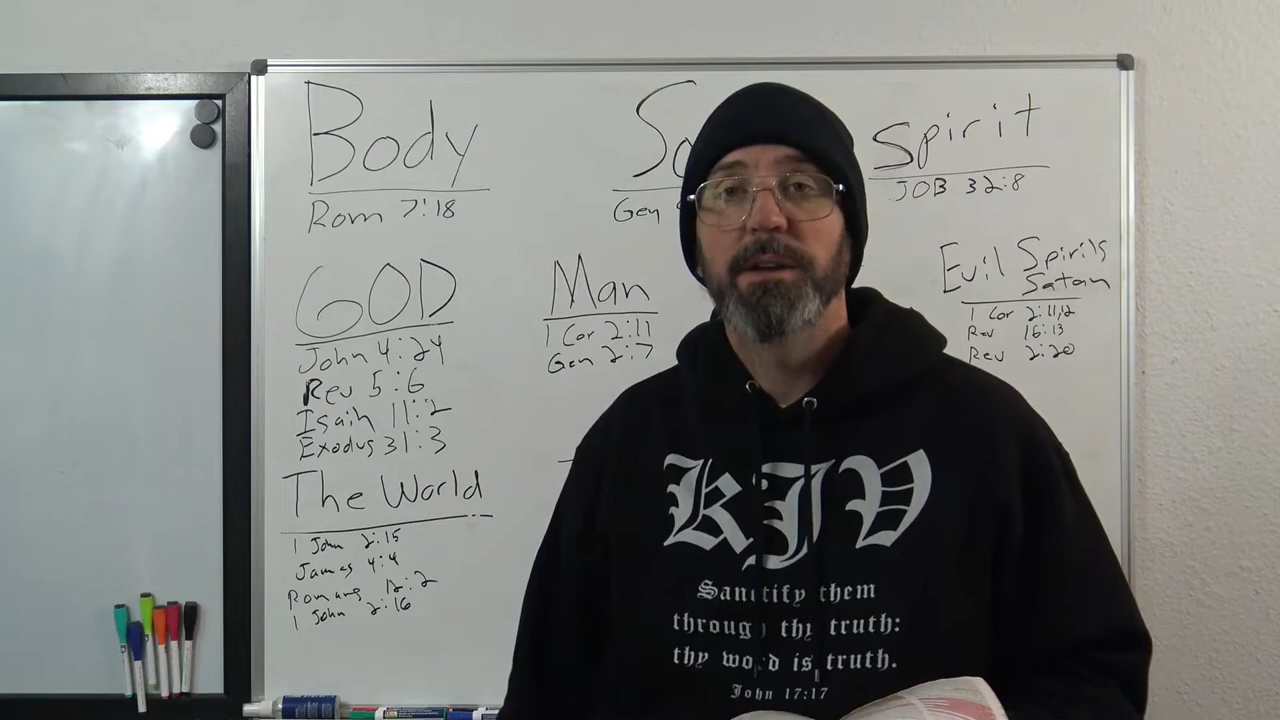 Body
Rom 7:18
So
Gen
Spirit
JOB 32:8
GOD
John 4:24
Rev 5:6
Isaih 11:2
Exodus 31:3
Man
1 Cor 2:11
Gen 2:7
Evil Spirits
Satan
1 Cor 2:11,12
Rev 16:13
Rev 2:20
The World
1 John 2:15
James 4:4
Romans 12:2
1 John 2:16
KJV
Sanctify them
through thy truth:
thy word is truth.
John 17:17